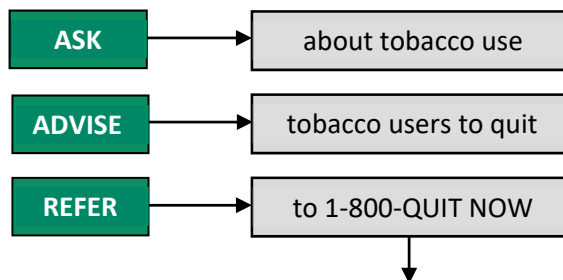 ASK about tobacco use
ADVISE tobacco users to quit
REFER to 1-800-QUIT NOW